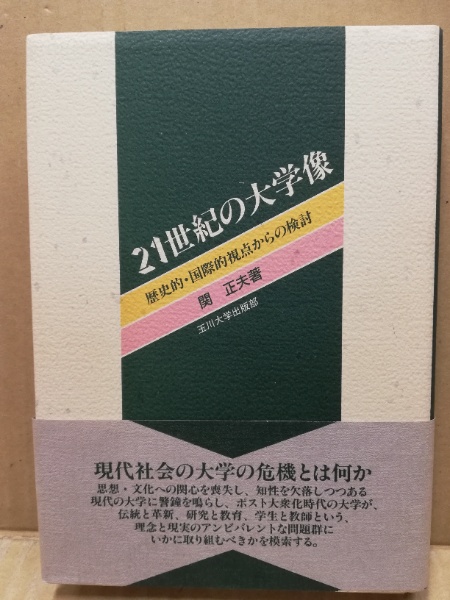 21世紀の大学像
歴史的・国際的視点からの検討
関 正夫著
玉川大学出版部
現代社会の大学の危機とは何か
思想・文化への関心を喪失し、知性を欠落しつつある
現代の大学に警鐘を鳴らし、ポスト大衆化時代の大学が、
伝統と革新、研究と教育、学生と教師という、
理念と現実のアンビバレントな問題群に
いかに取り組むべきかを模索する。